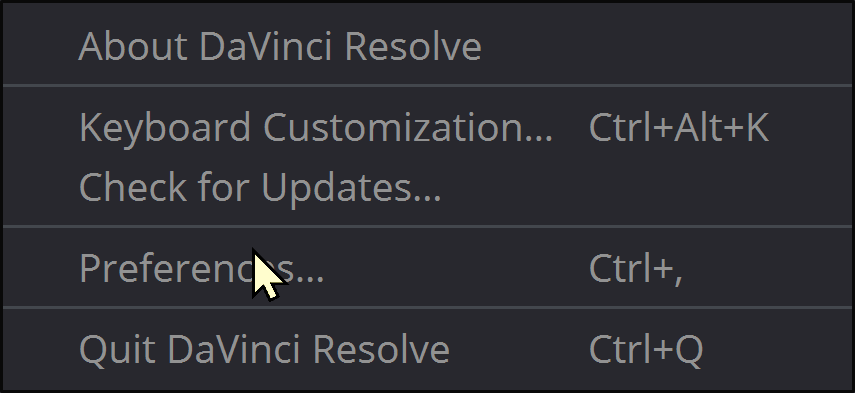 About DaVinci Resolve
Keyboard Customization... Ctrl+Alt+K
Check for Updates...
Preferences... Ctrl+,
Quit DaVinci Resolve Ctrl+Q